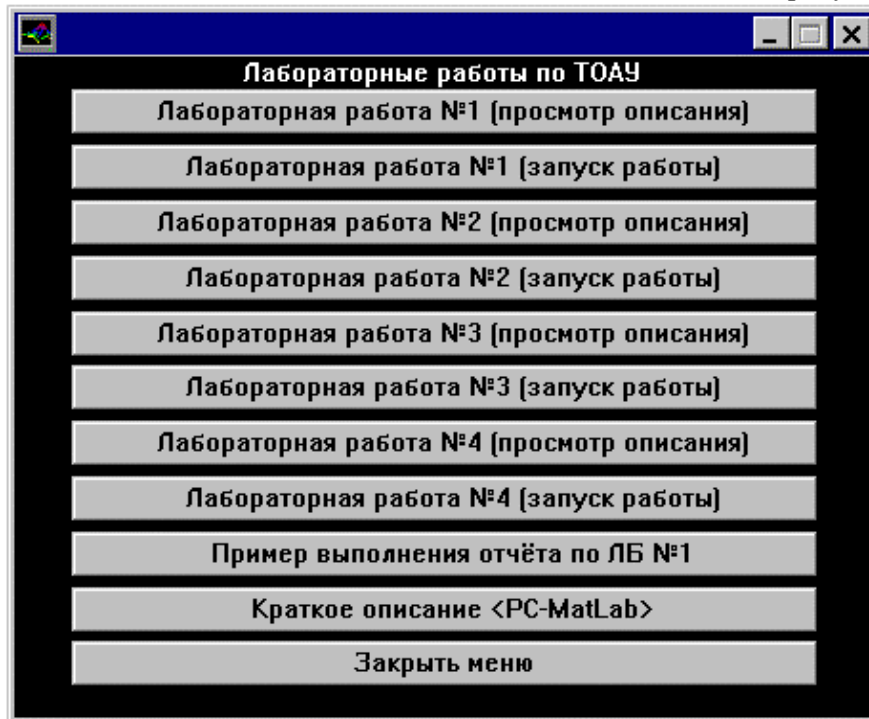 Лабораторные работы по ТОАУ
Лабораторная работа №1 (просмотр описания)
Лабораторная работа №1 (запуск работы)
Лабораторная работа №2 (просмотр описания)
Лабораторная работа №2 (запуск работы)
Лабораторная работа №3 (просмотр описания)
Лабораторная работа №3 (запуск работы)
Лабораторная работа №4 (просмотр описания)
Лабораторная работа №4 (запуск работы)
Пример выполнения отчёта по ЛБ №1
Краткое описание <PC-MatLab>
Закрыть меню